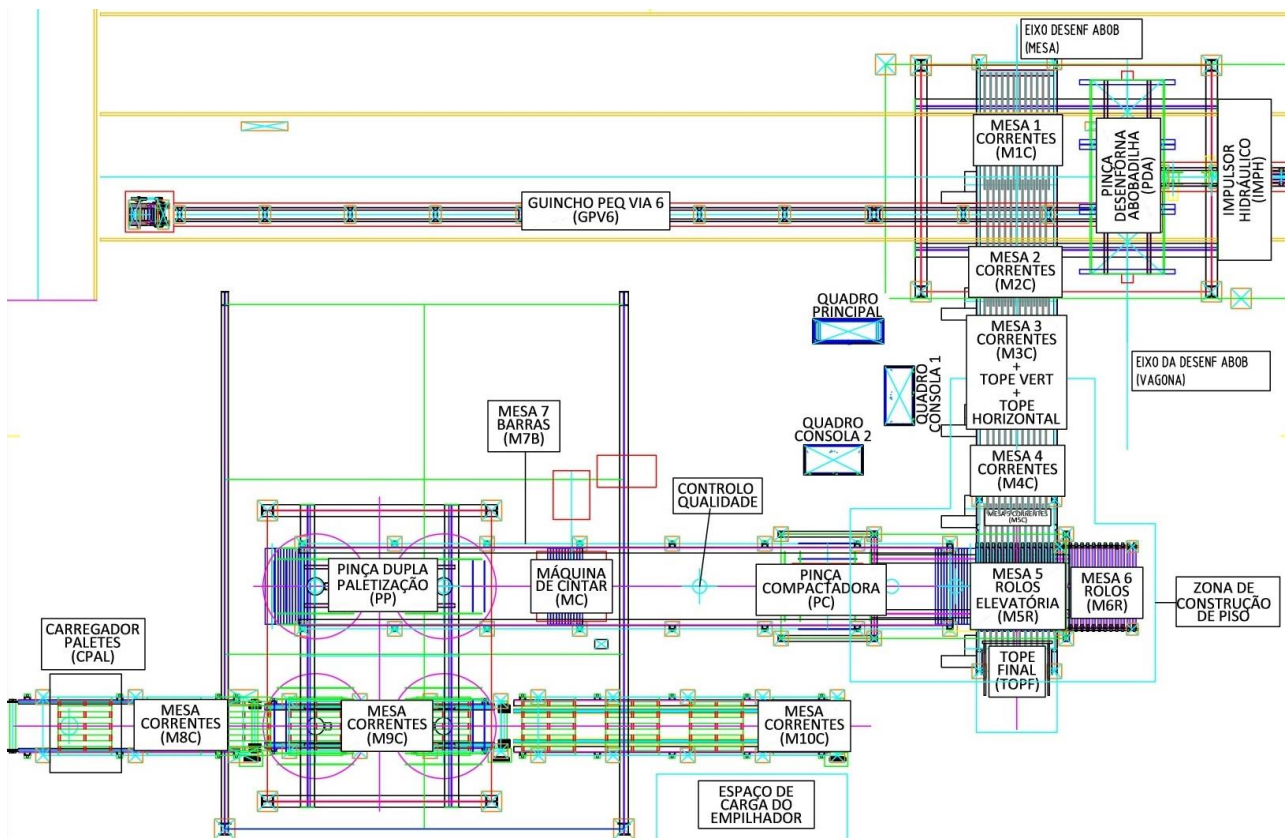 EIXO DESENF ABOB
(MESA)
MESA 1
CORRENTES
(M1C)
PINÇA
DESENFORNA
ABOBADILHA
(PDA)
IMPULSOR
HIDRÁULICO
(IMPH)
GUINCHO PEQ VIA 6
(GPV6)
MESA 2
CORRENTES
(M2C)
QUADRO
PRINCIPAL
MESA 3
CORRENTES
(M3C)
+
TOPE VERT
+
TOPE
HORIZONTAL
EIXO DA DESENF ABOB
(VAGONA)
QUADRO
CONSOLA 1
MESA 7
BARRAS
(M7B)
QUADRO
CONSOLA 2
MESA 4
CORRENTES
(M4C)
CONTROLO
QUALIDADE
MESA 5 CORRENTES
(M5C)
PINÇA DUPLA
PALETIZAÇÃO
(PP)
MÁQUINA
DE CINTAR
(MC)
PINÇA
COMPACTADORA
(PC)
MESA 5
ROLOS
ELEVATÓRIA
(M5R)
MESA 6
ROLOS
(M6R)
ZONA DE
CONSTRUÇÃO
DE PISO
CARREGADOR
PALETES
(CPAL)
TOPE
FINAL
(TOPF)
MESA
CORRENTES
(M8C)
MESA
CORRENTES
(M9C)
MESA
CORRENTES
(M10C)
ESPAÇO DE
CARGA DO
EMPILHADOR